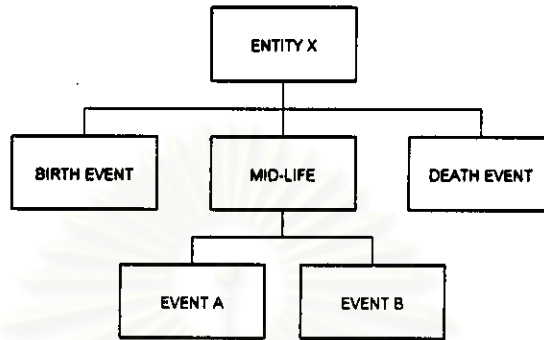 ENTITY X
BIRTH EVENT
MID-LIFE
DEATH EVENT
EVENT A
EVENT B